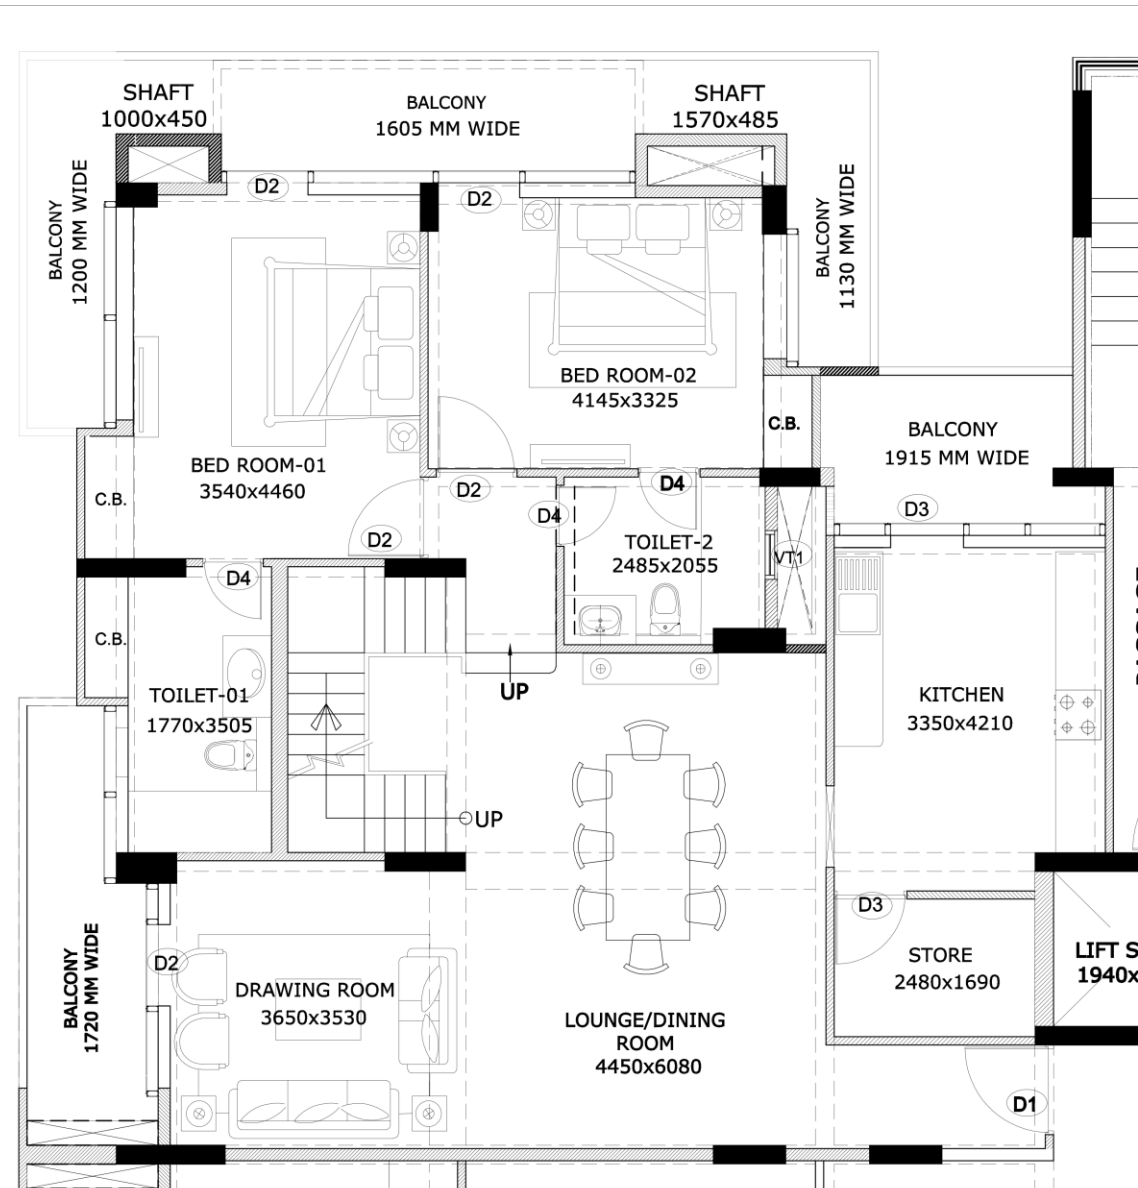 SHAFT
1000x450
BALCONY
1605 MM WIDE
SHAFT
1570x485
BALCONY
1200 MM WIDE
D2
D2
BALCONY
1130 MM WIDE
BED ROOM-02
4145x3325
C.B.
BALCONY
1915 MM WIDE
BED ROOM-01
3540x4460
C.B.
D2
D4
D3
D4
D2
TOILET-2
2485x2055
VT1
D4
C.B.
UP
TOILET-01
1770x3505
KITCHEN
3350x4210
UP
D3
BALCONY
1720 MM WIDE
D2
STORE
2480x1690
LIFT S
1940x
DRAWING ROOM
3650x3530
LOUNGE/DINING
ROOM
4450x6080
D1